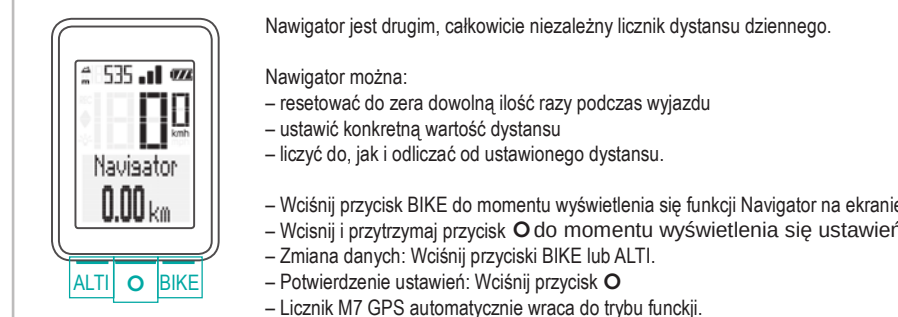 Nawigator jest drugim, całkowicie niezależny licznik dystansu dziennego.
Nawigator można:
– resetować do zera dowolną ilość razy podczas wyjazdu
– ustawić konkretną wartość dystansu
– liczyć do, jak i odliczać od ustawionego dystansu.
– Wciśnij przycisk BIKE do momentu wyświetlenia się funkcji Navigator na ekranie
– Wcisnij i przytrzymaj przycisk O do momentu wyświetlenia się ustawień
– Zmiana danych: Wciśnij przyciski BIKE lub ALTI.
– Potwierdzenie ustawień: Wciśnij przycisk O
– Licznik M7 GPS automatycznie wraca do trybu funckji.
m 535
00 kmh
Navigator
0.00 km
ALTI O BIKE